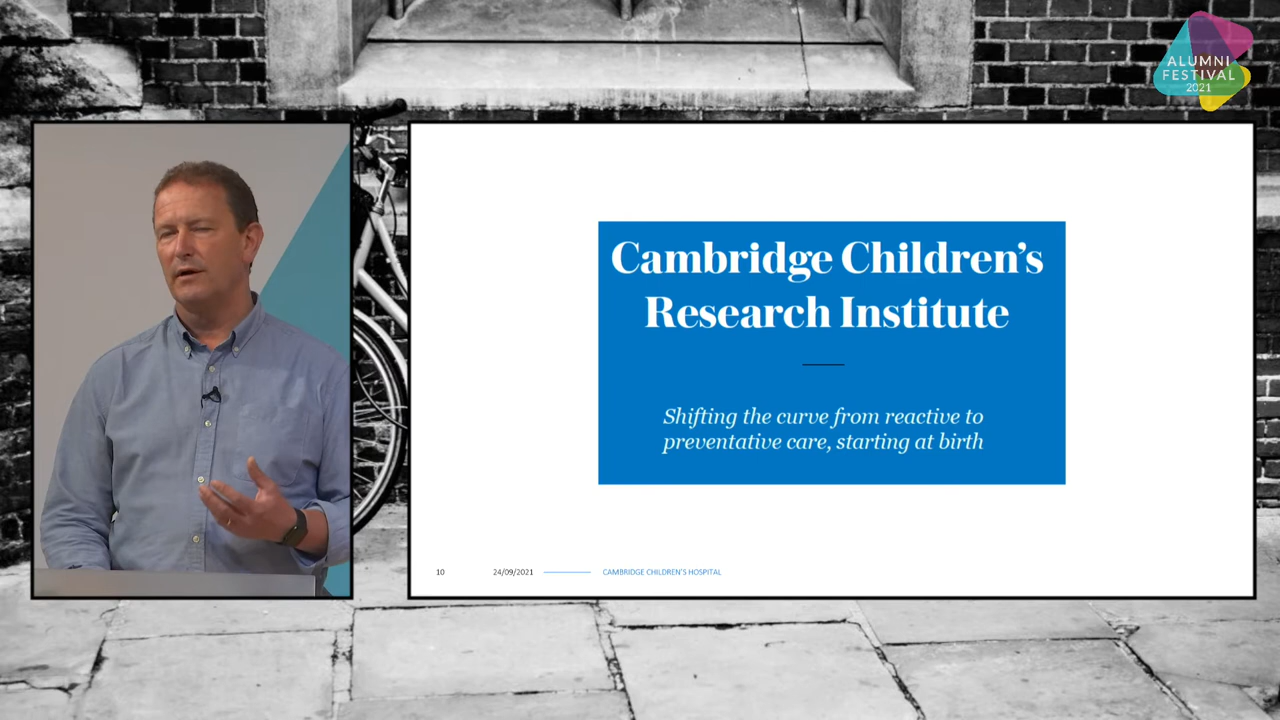 ALUMNI
FESTIVAL
2021
Cambridge Children’s
Research Institute
Shifting the curve from reactive to
preventative care, starting at birth
10
24/09/2021
CAMBRIDGE CHILDREN'S HOSPITAL